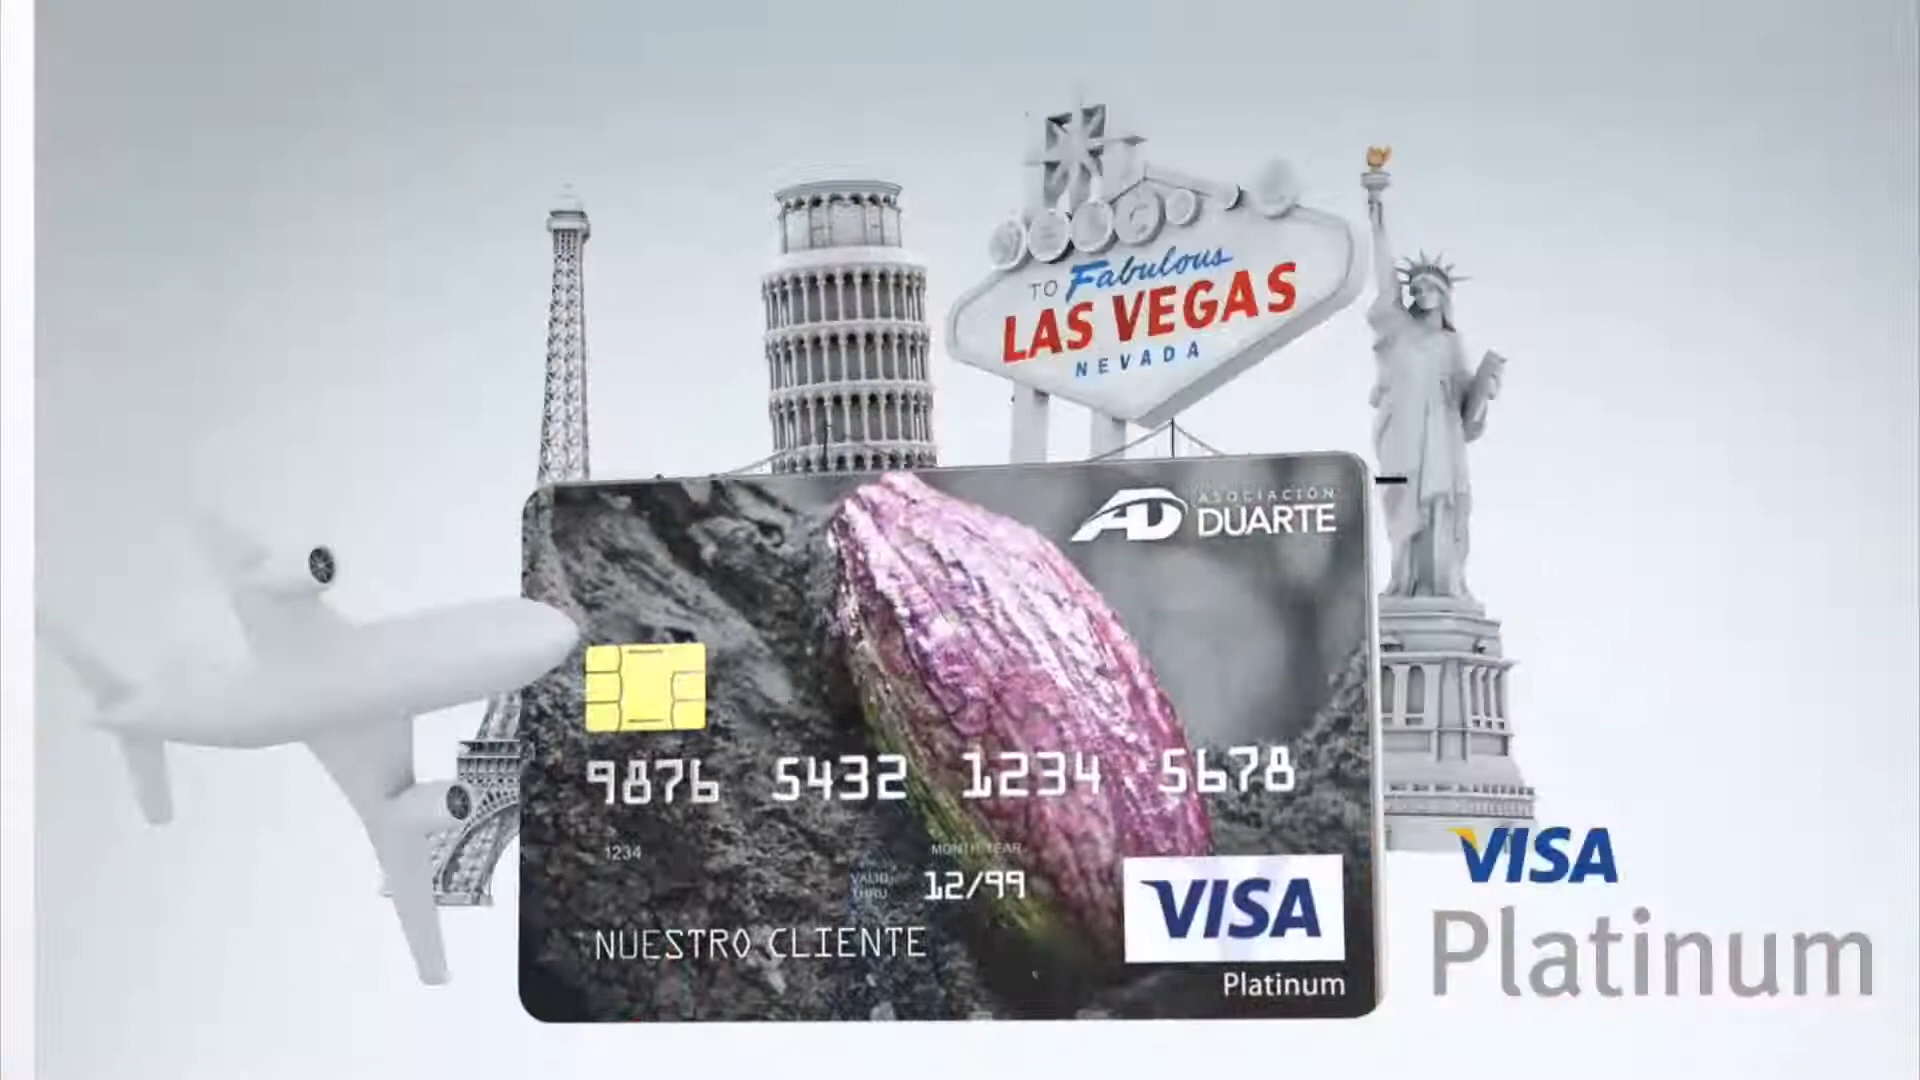 TO Fabulous
LAS VEGAS
NEVADA
ASOCIACIÓN
AD DUARTE
9876 5432 1234 5678
1234
MONTH YEAR
VALID
THRU
12/99
NUESTRO CLIENTE
VISA
Platinum
VISA
Platinum